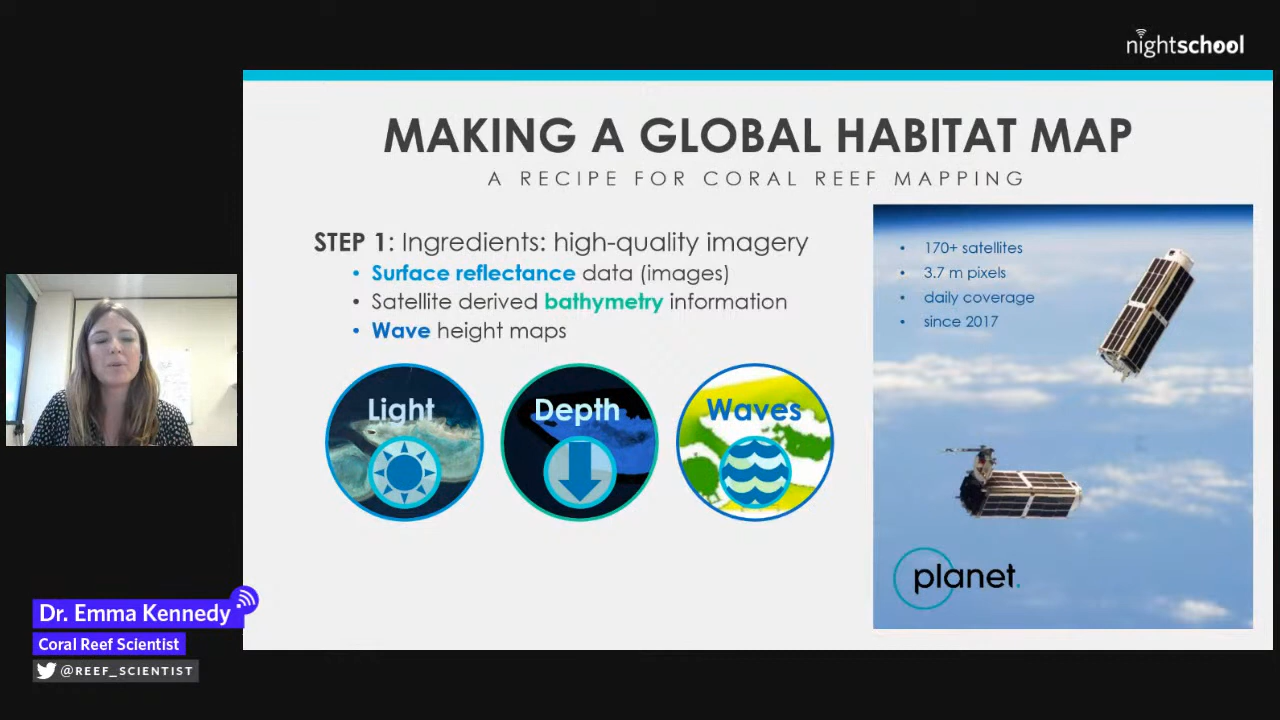 nightschool
MAKING A GLOBAL HABITAT MAP
A RECIPE FOR CORAL REEF MAPPING
STEP 1: Ingredients: high-quality imagery
• Surface reflectance data (images)
• Satellite derived bathymetry information
• Wave height maps
Light
Depth
Waves
• 170+ satellites
• 3.7 m pixels
• daily coverage
• since 2017
planet.
Dr. Emma Kennedy
Coral Reef Scientist
@REEF_SCIENTIST